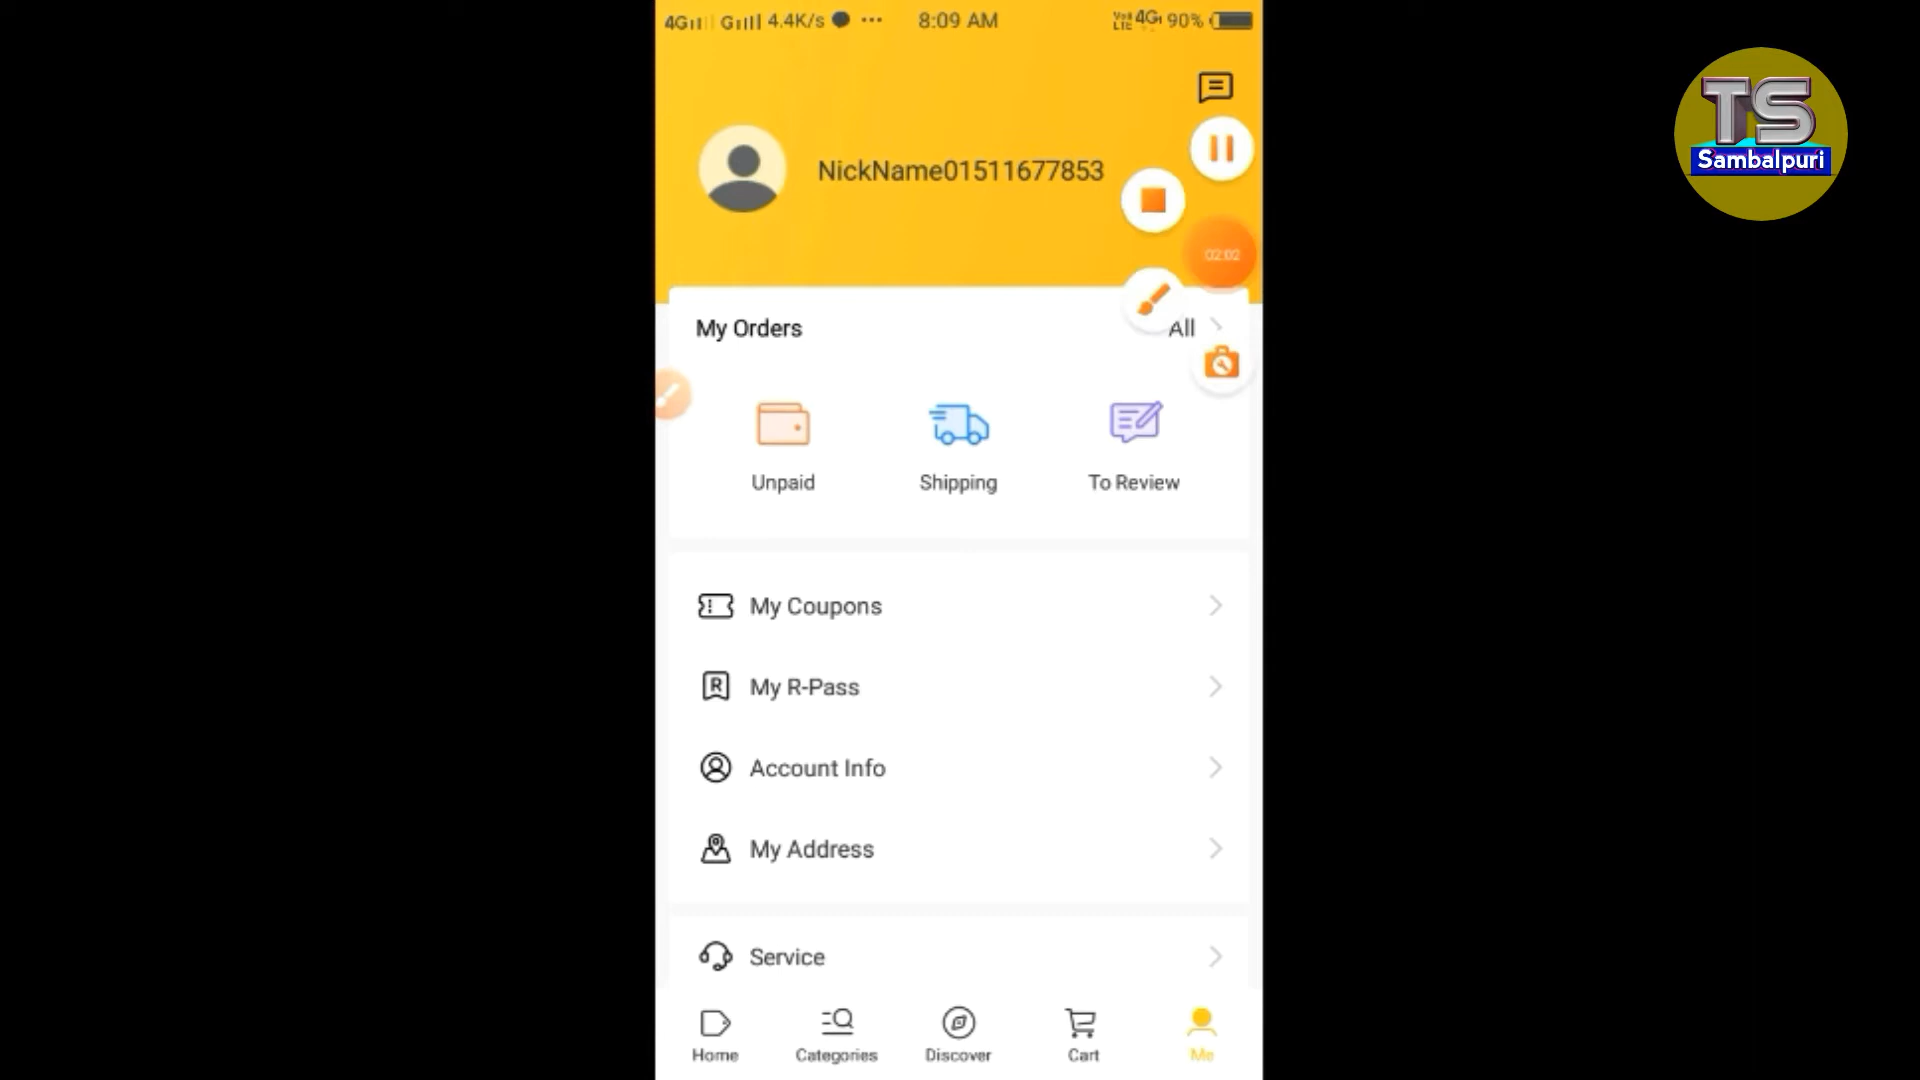 4G G 4.4K/s ... 8:09 AM VoLTE 4G 90%
TS
Sambalpuri
NickName01511677853
02:02
My Orders All
Unpaid Shipping To Review
My Coupons
My R-Pass
Account Info
My Address
Service
Home Categories Discover Cart Me